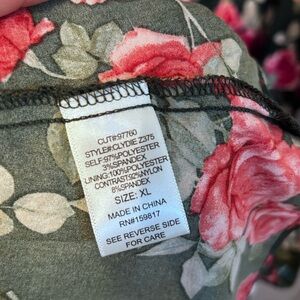 XL
CUT#:97760
STYLE#:CLYDIE Z375
SELF:97%POLYESTER
3%SPANDEX
LINING:100%POLYESTER
CONTRAST:92%NYLON
8%SPANDEX
SIZE: XL
MADE IN CHINA
RN#159817
SEE REVERSE SIDE
FOR CARE